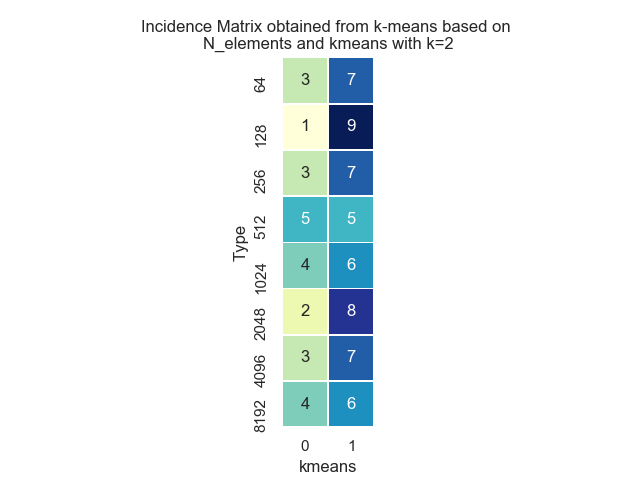 Incidence Matrix obtained from k-means based on
N_elements and kmeans with k=2
Type
64 3 7
128 1 9
256 3 7
512 5 5
1024 4 6
2048 2 8
4096 3 7
8192 4 6
0 1
kmeans